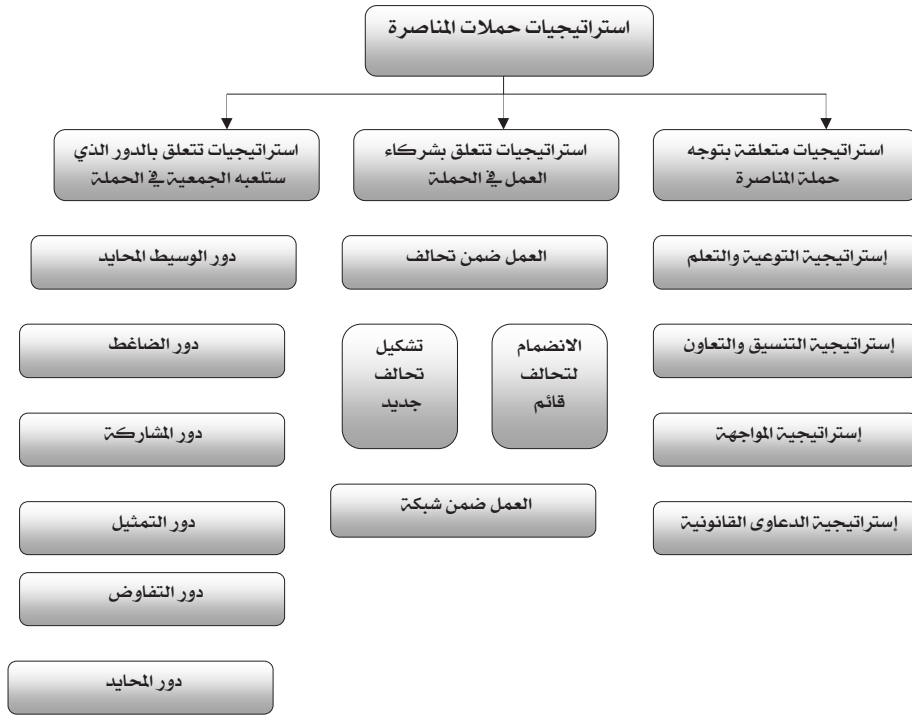 استراتيجيات حملات المناصرة
استراتيجيات متعلقة بتوجه
حملة المناصرة
إستراتيجية التوعية والتعلم
إستراتيجية التنسيق والتعاون
إستراتيجية المواجهة
إستراتيجية الدعاوى القانونية
استراتيجيات تتعلق بشركاء
العمل في الحملة
العمل ضمن تحالف
الانضمام
لتحالف
قائم
تشكيل
تحالف
جديد
العمل ضمن شبكة
استراتيجيات تتعلق بالدور الذي
ستلعبه الجمعية في الحملة
دور الوسيط المحايد
دور الضاغط
دور المشاركة
دور التمثيل
دور التفاوض
دور المحايد